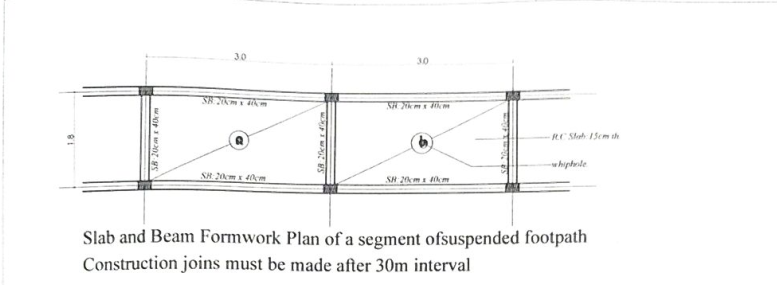 3.0
3.0
SB. 20cm x 40cm
SB. 20cm x 40cm
1.8
SB. 20cm x 40cm
SB. 20cm x 40cm
SB. 20cm x 40cm
a
b
R.C Slab 15cm th
whiphole
SB. 20cm x 40cm
SB. 20cm x 40cm
Slab and Beam Formwork Plan of a segment ofsuspended footpath
Construction joins must be made after 30m interval